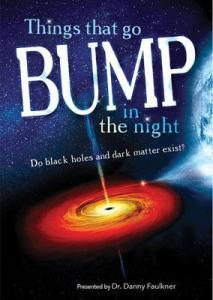 Things that go
BUMP
in
the night
Do black holes and dark matter exist?
Presented by Dr. Danny Faulkner